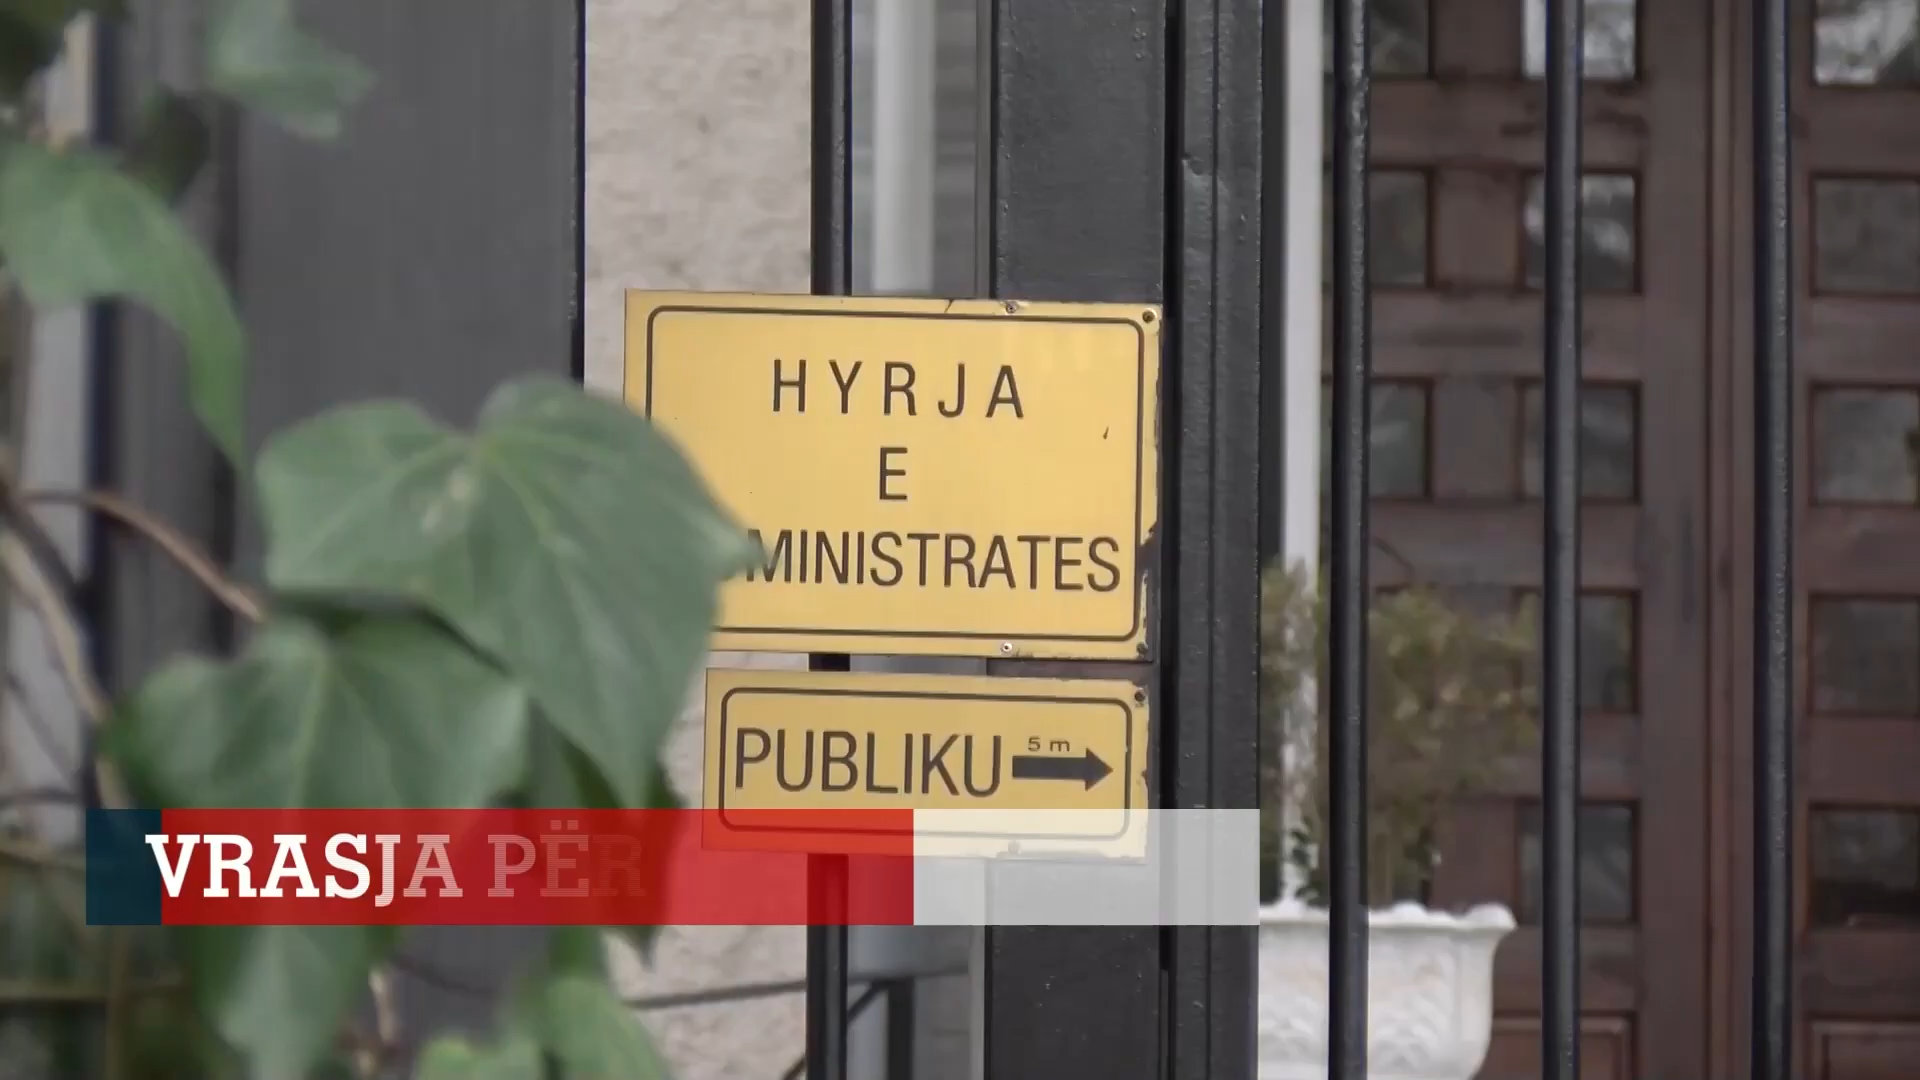 HYRJA
E
MINISTRATES
PUBLIKU 5 m
VRASJA PËR